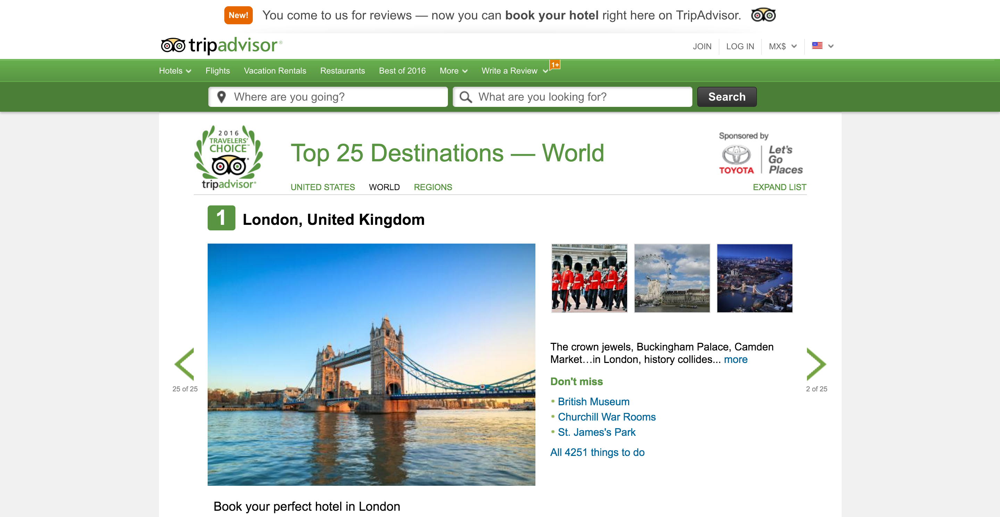 New! You come to us for reviews — now you can book your hotel right here on TripAdvisor.
tripadvisor®
JOIN LOG IN MX$
Hotels Flights Vacation Rentals Restaurants Best of 2016 More Write a Review 1+
Where are you going? What are you looking for? Search
2016
TRAVELERS'
CHOICE™
tripadvisor®
Top 25 Destinations — World
Sponsored by
TOYOTA
Let's
Go
Places
UNITED STATES WORLD REGIONS EXPAND LIST
1 London, United Kingdom
The crown jewels, Buckingham Palace, Camden
Market…in London, history collides... more
Don't miss
25 of 25
2 of 25
• British Museum
• Churchill War Rooms
• St. James's Park
All 4251 things to do
Book your perfect hotel in London